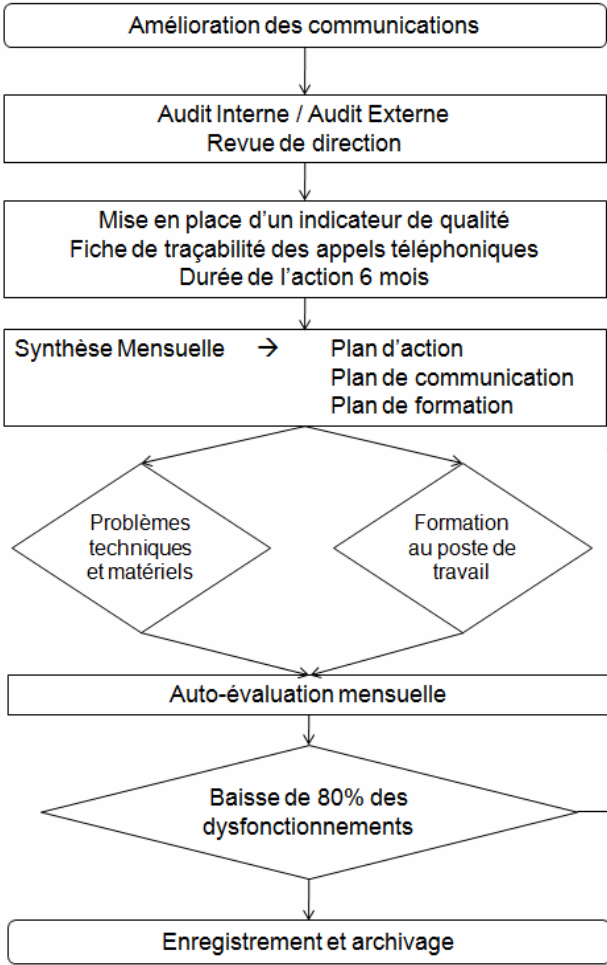 Amélioration des communications
Audit Interne / Audit Externe
Revue de direction
Mise en place d’un indicateur de qualité
Fiche de traçabilité des appels téléphoniques
Durée de l’action 6 mois
Synthèse Mensuelle → Plan d’action
Plan de communication
Plan de formation
Problèmes
techniques
et matériels
Formation
au poste de
travail
Auto-évaluation mensuelle
Baisse de 80% des
dysfonctionnements
Enregistrement et archivage